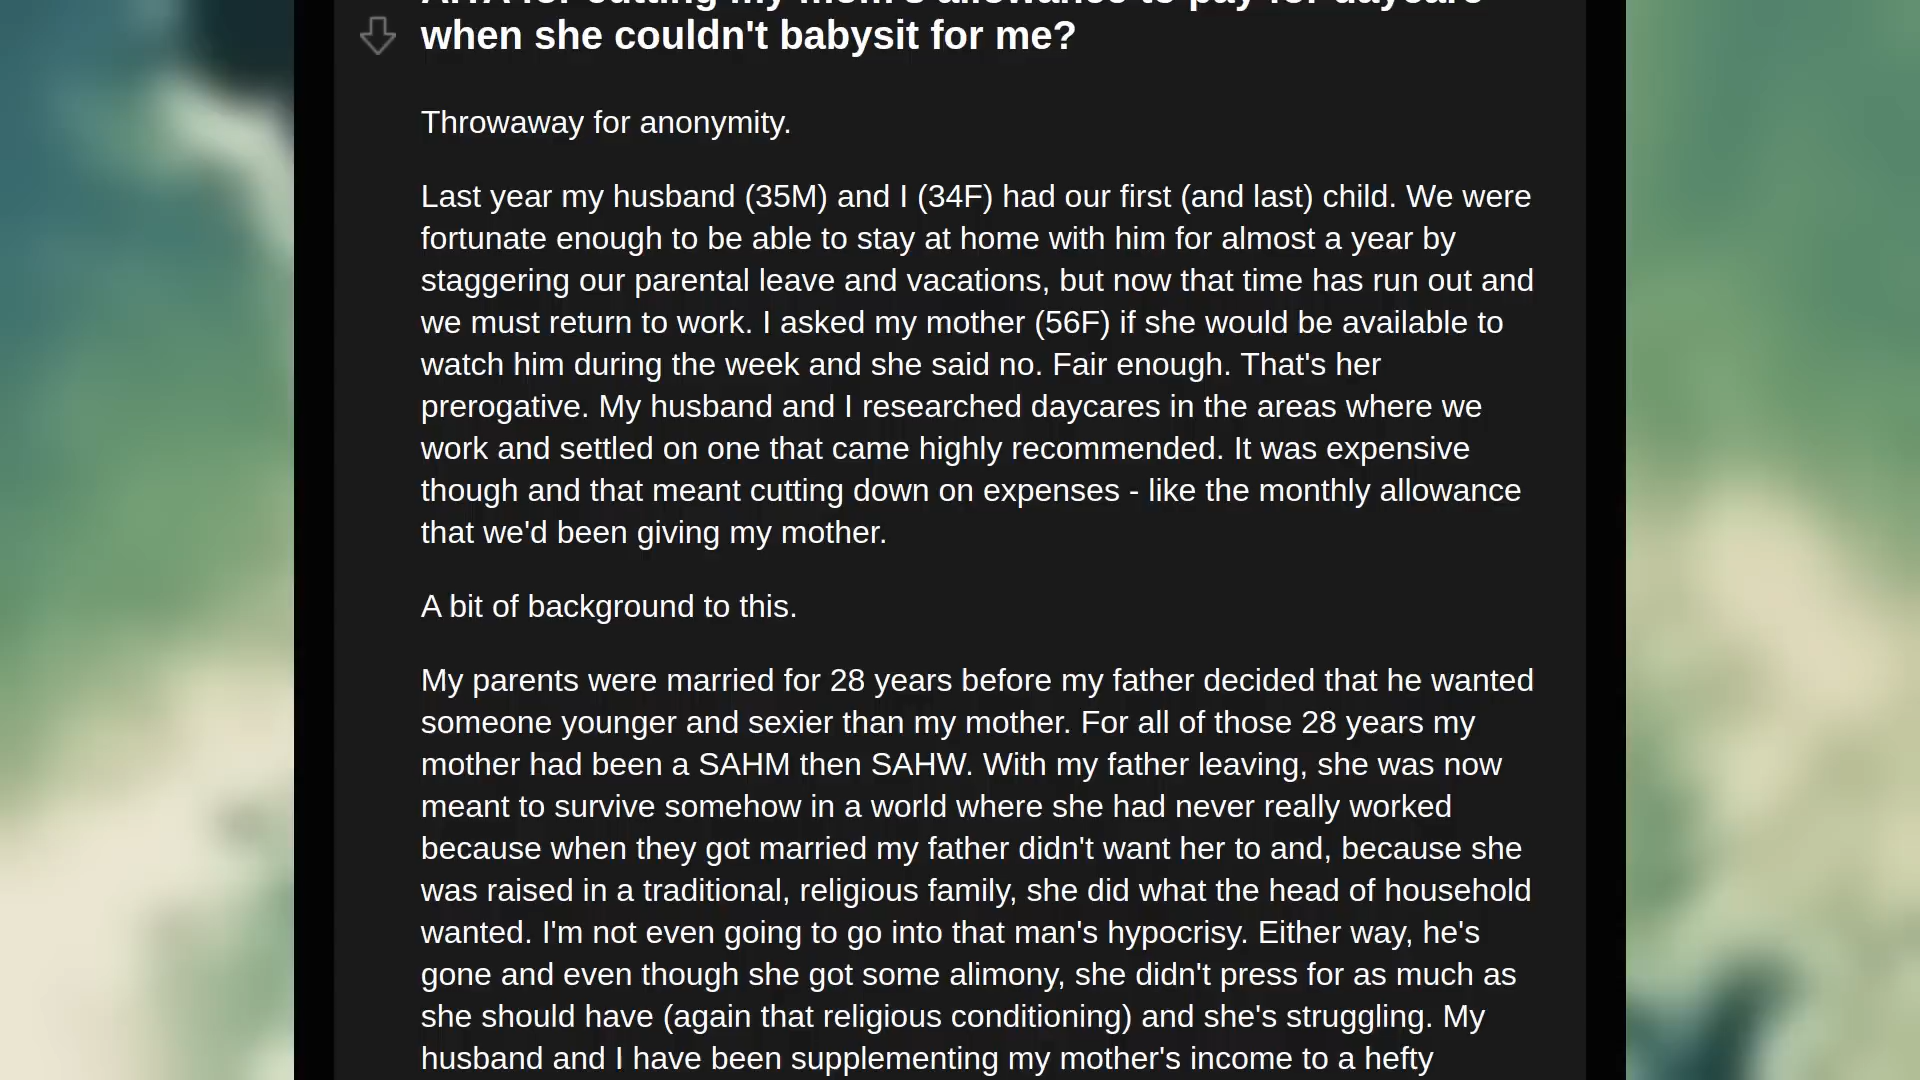 AITA for cutting my mom's allowance to pay for daycare
when she couldn't babysit for me?
Throwaway for anonymity.
Last year my husband (35M) and I (34F) had our first (and last) child. We were
fortunate enough to be able to stay at home with him for almost a year by
staggering our parental leave and vacations, but now that time has run out and
we must return to work. I asked my mother (56F) if she would be available to
watch him during the week and she said no. Fair enough. That's her
prerogative. My husband and I researched daycares in the areas where we
work and settled on one that came highly recommended. It was expensive
though and that meant cutting down on expenses - like the monthly allowance
that we'd been giving my mother.
A bit of background to this.
My parents were married for 28 years before my father decided that he wanted
someone younger and sexier than my mother. For all of those 28 years my
mother had been a SAHM then SAHW. With my father leaving, she was now
meant to survive somehow in a world where she had never really worked
because when they got married my father didn't want her to and, because she
was raised in a traditional, religious family, she did what the head of household
wanted. I'm not even going to go into that man's hypocrisy. Either way, he's
gone and even though she got some alimony, she didn't press for as much as
she should have (again that religious conditioning) and she's struggling. My
husband and I have been supplementing my mother's income to a hefty